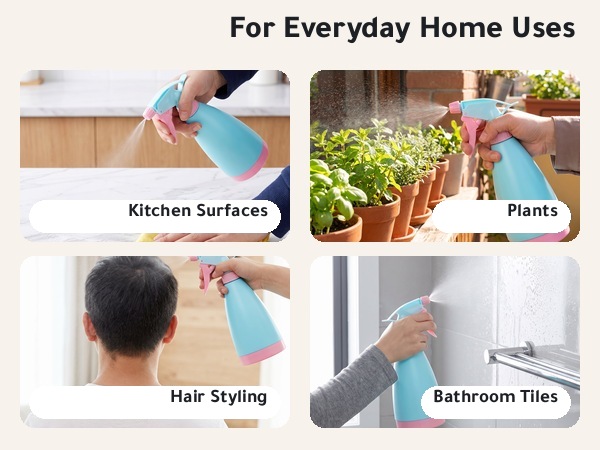 For Everyday Home Uses
Kitchen Surfaces
Plants
Hair Styling
Bathroom Tiles